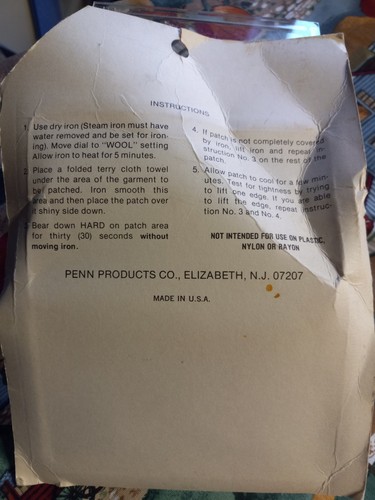 INSTRUCTIONS
1. Use dry iron (Steam iron must have
water removed and be set for iron-
ing). Move dial to "WOOL" setting
Allow iron to heat for 5 minutes.
Place a folded terry cloth towel
under the area of the garment to
be patched. Iron smooth this
area and then place the patch over
it shiny side down.
Bear down HARD on patch area
for thirty (30) seconds without
moving iron.
4. If patch is not completely covered
by iron, lift iron and repeat in-
struction No. 3 on the rest of the
patch.
5. Allow patch to cool for a few min-
utes. Test for tightness by trying
to lift one edge. If you are able
to lift the edge, repeat instruc-
tion No. 3 and No. 4.
NOT INTENDED FOR USE ON PLASTIC,
NYLON OR RAYON
PENN PRODUCTS CO., ELIZABETH, N.J. 07207
MADE IN U.S.A.